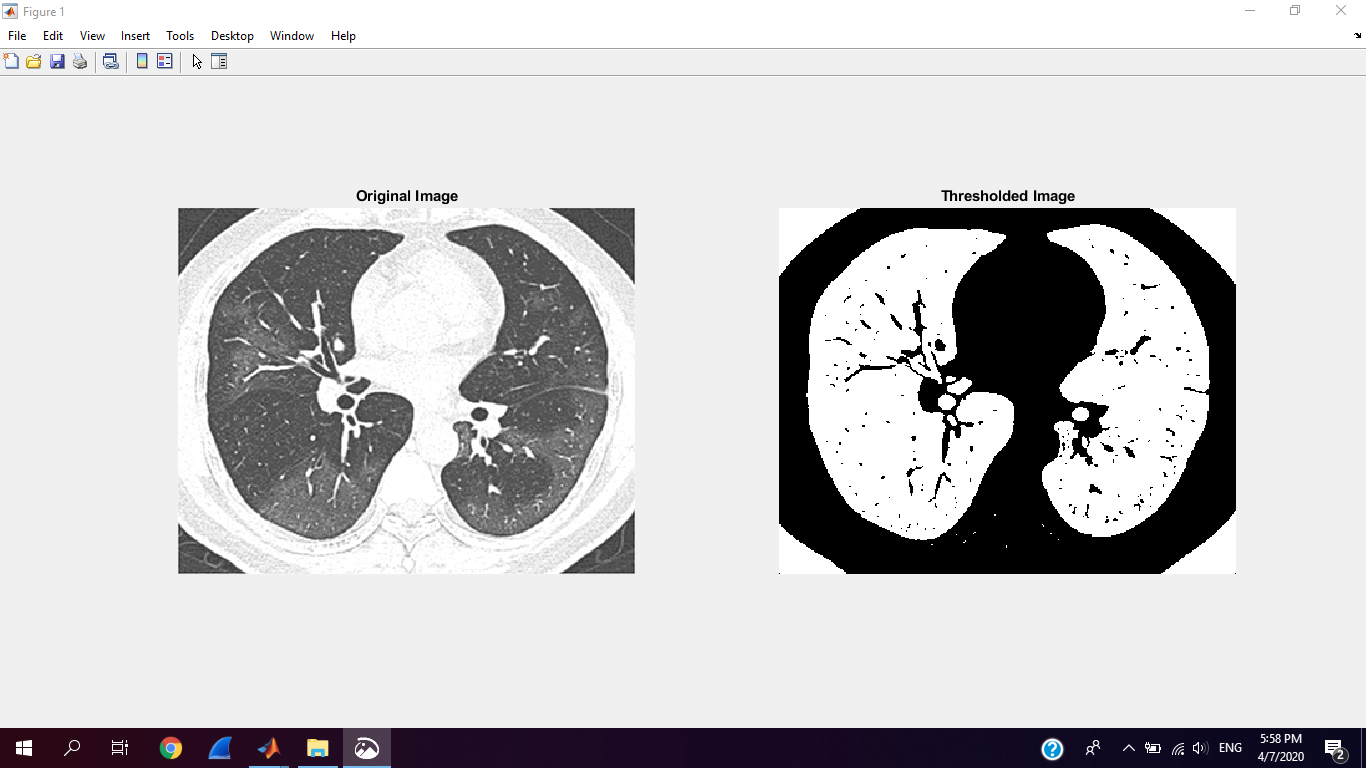 Figure 1
File Edit View Insert Tools Desktop Window Help
Original Image
Thresholded Image
ENG
5:58 PM
4/7/2020
2